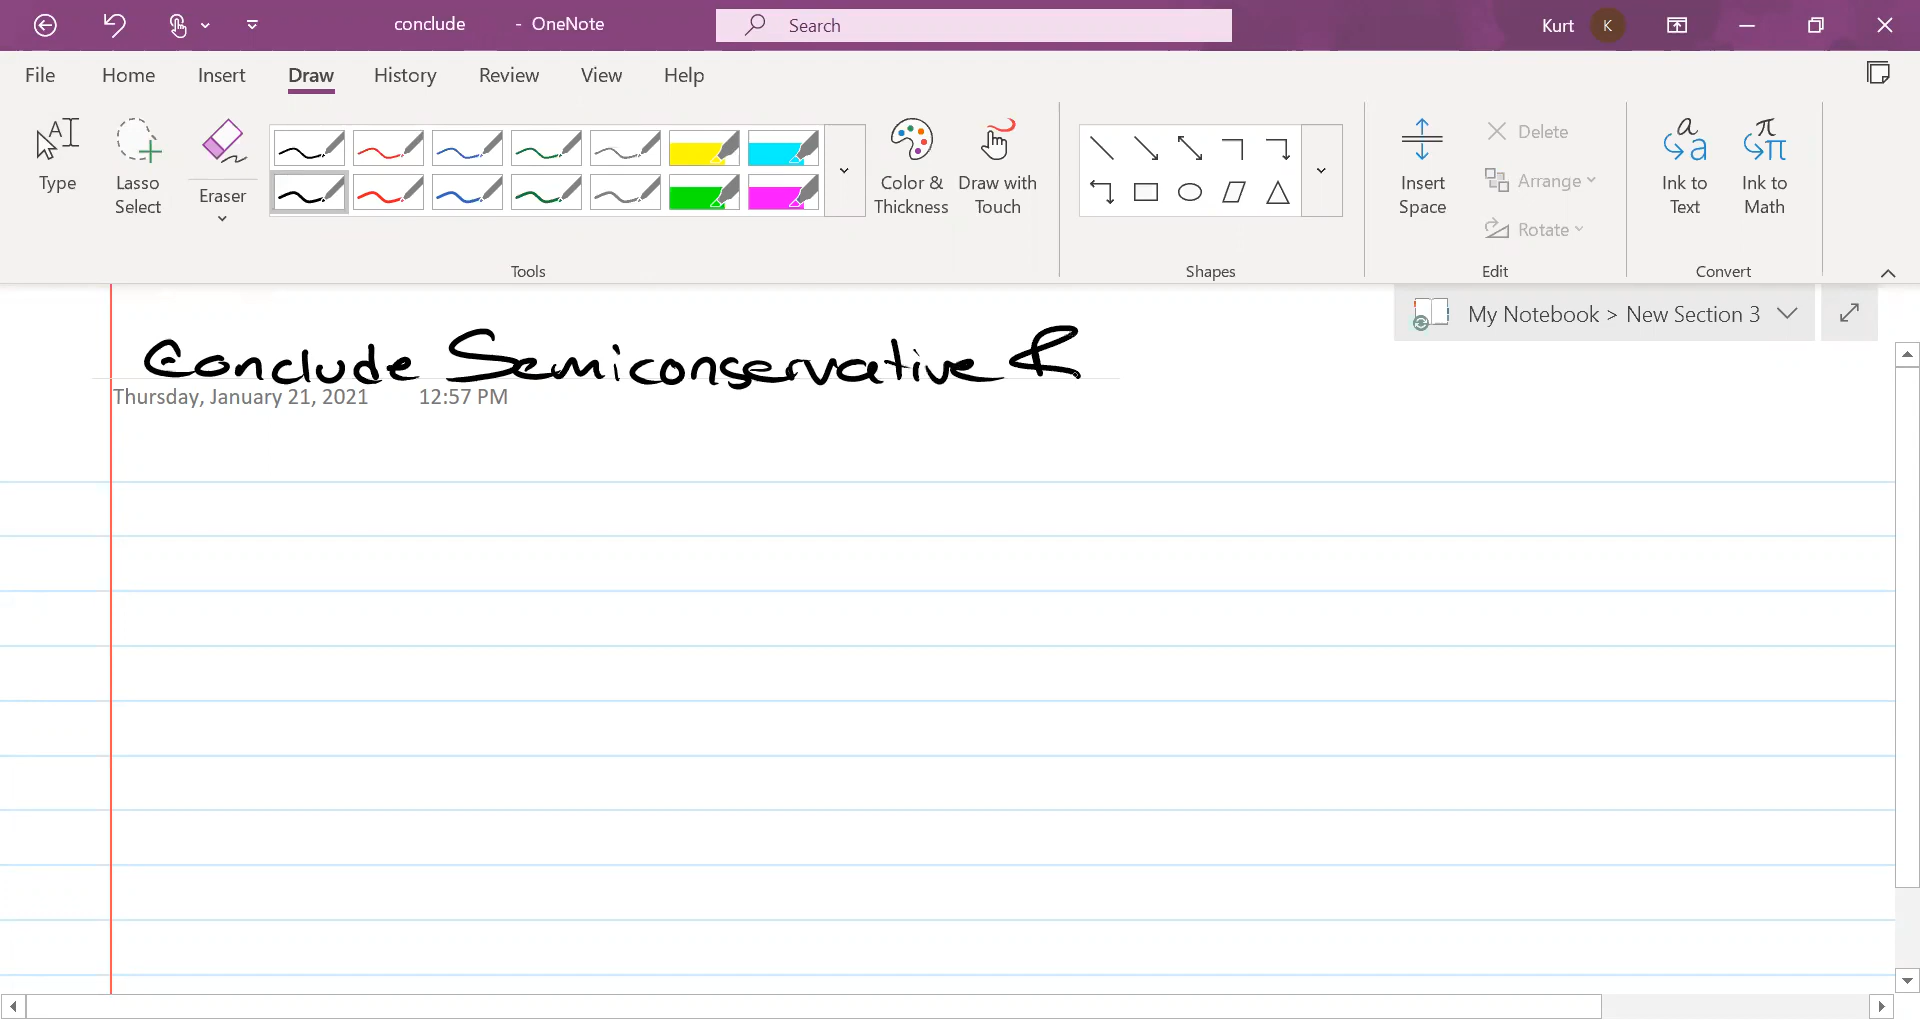 conclude - OneNote
Search
Kurt K
File Home Insert Draw History Review View Help
Type
Lasso Select
Eraser
Color & Thickness
Draw with Touch
Insert Space
Delete
Arrange
Rotate
Ink to Text
Ink to Math
Tools
Shapes
Edit
Convert
My Notebook > New Section 3
Conclude Semiconservative R
Thursday, January 21, 2021 12:57 PM